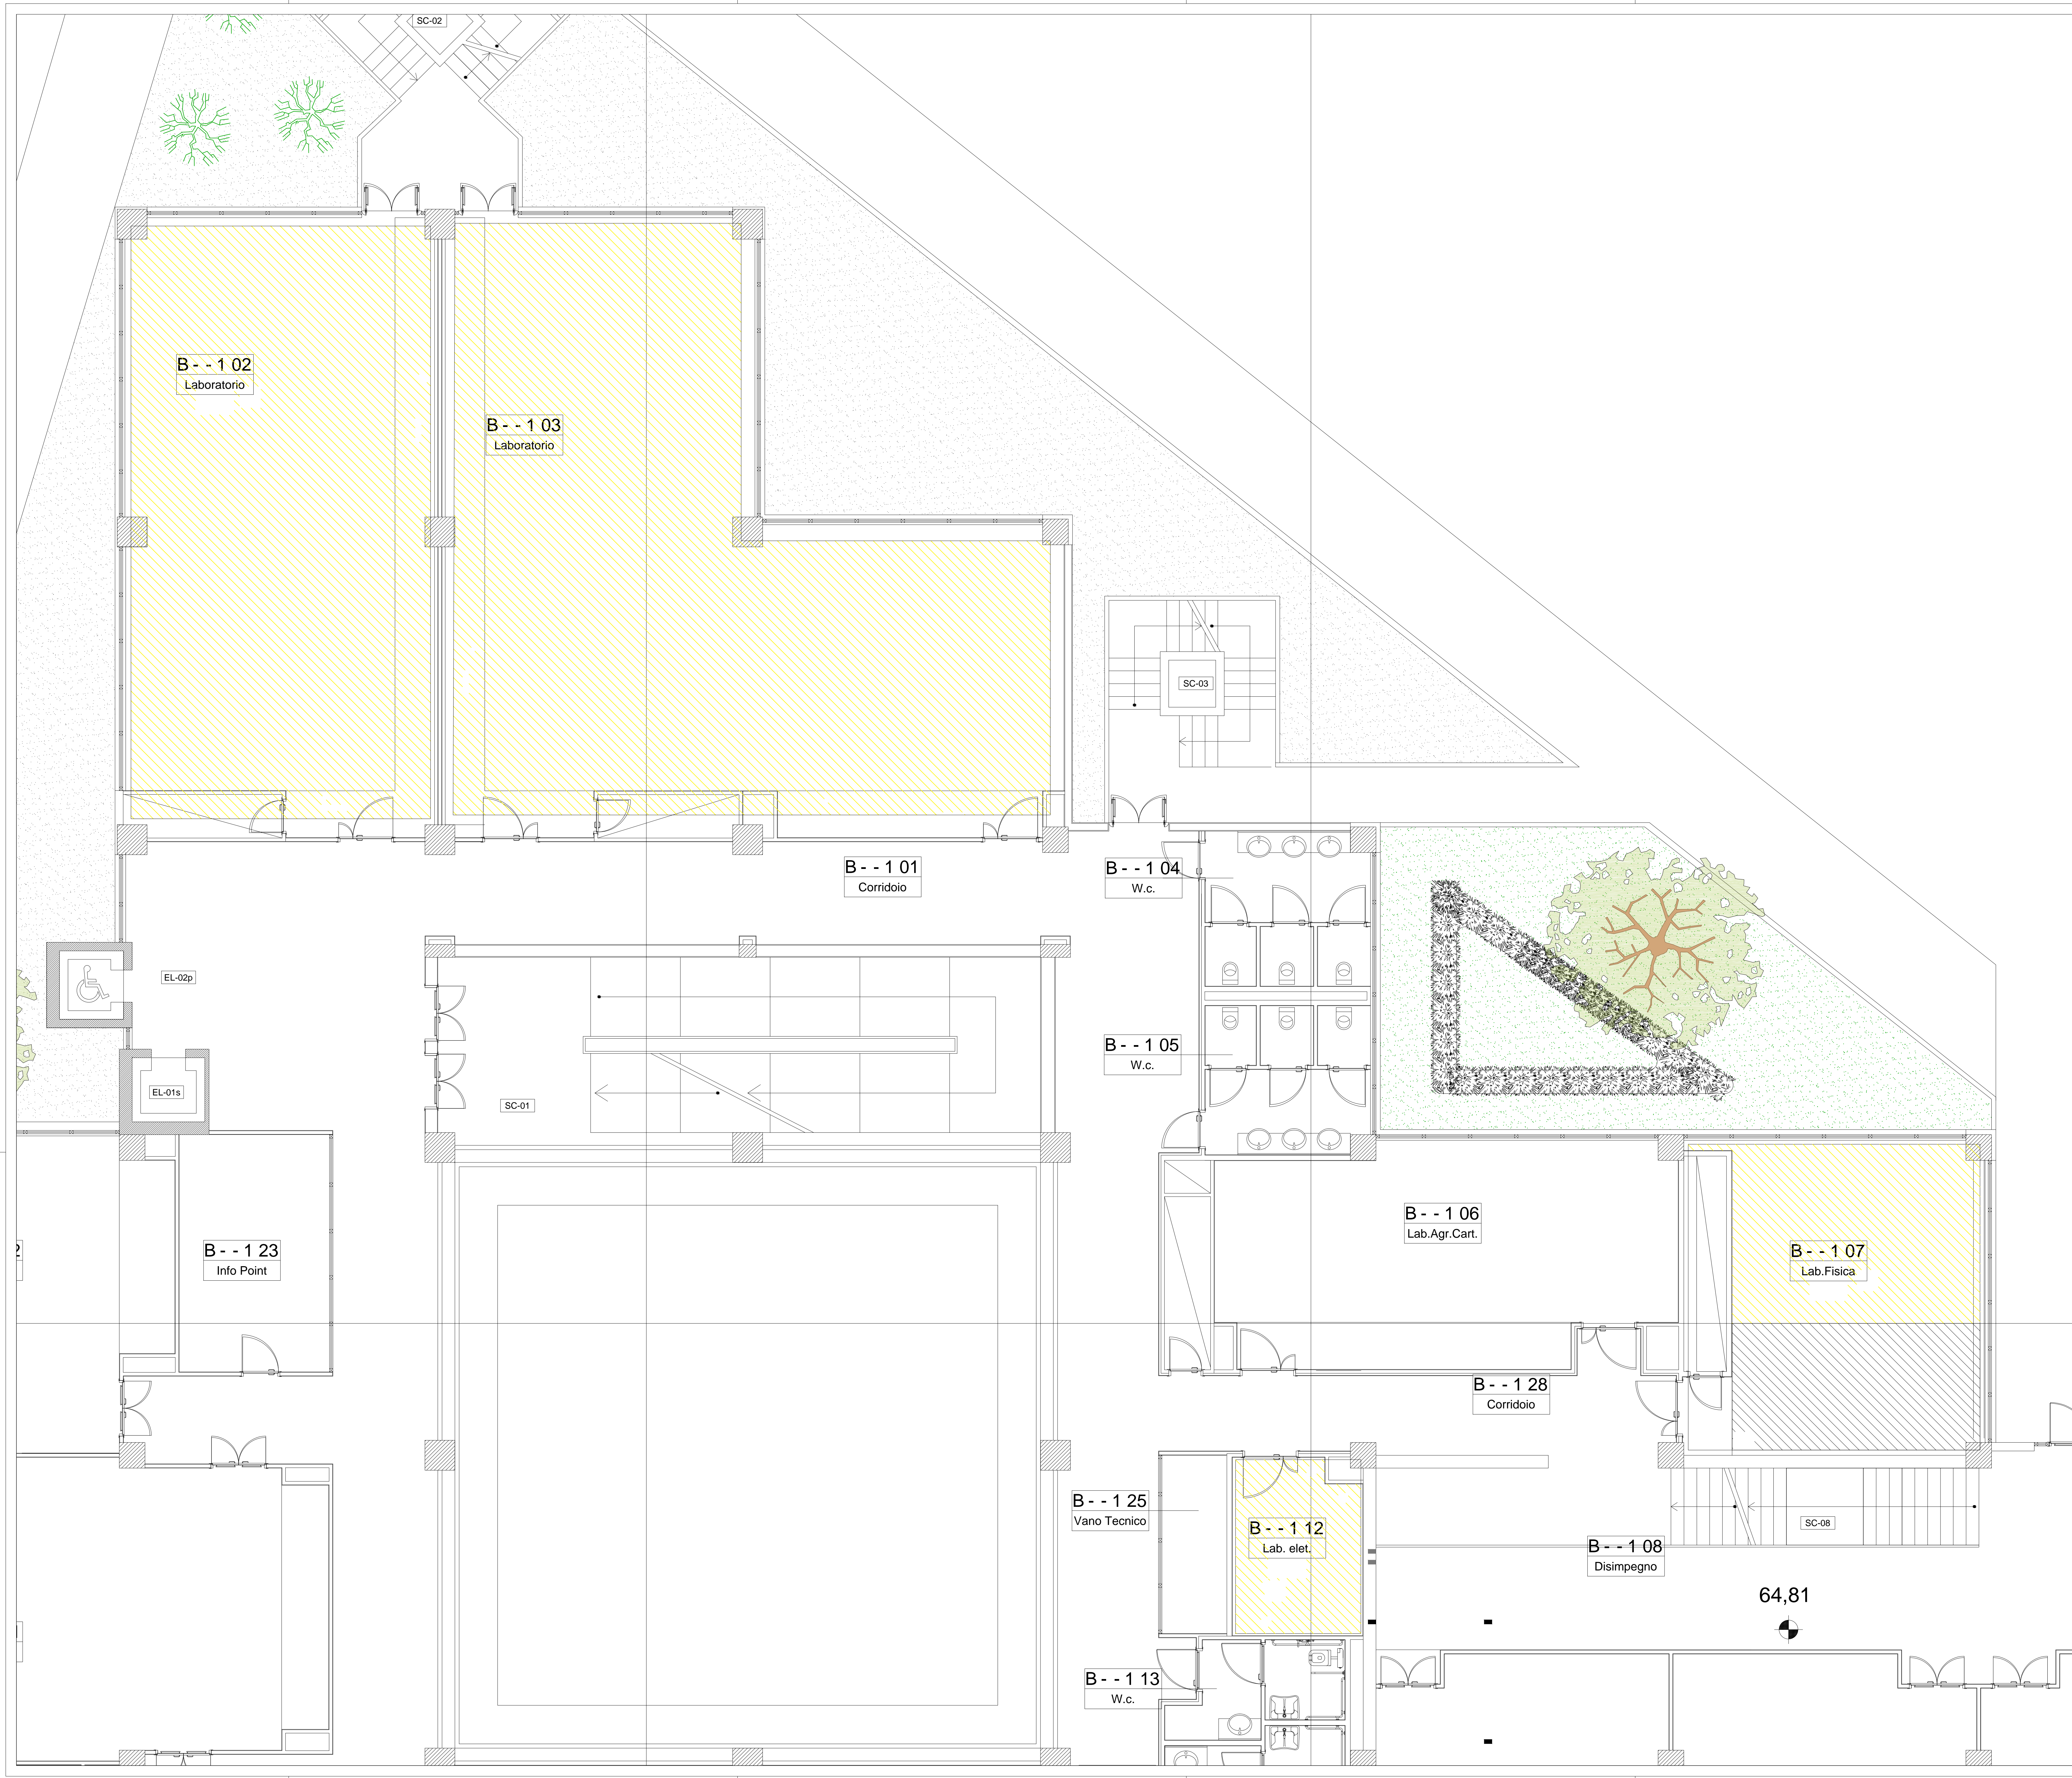 SC-02
B - - 1 02
Laboratorio
B - - 1 03
Laboratorio
SC-03
B - - 1 01
Corridoio
B - - 1 04
W.c.
EL-02p
B - - 1 05
W.c.
EL-01s
SC-01
B - - 1 06
Lab.Agr.Cart.
B - - 1 23
Info Point
B - - 1 07
Lab.Fisica
B - - 1 28
Corridoio
B - - 1 25
Vano Tecnico
B - - 1 12
Lab. elet.
SC-08
B - - 1 08
Disimpegno
64,81
B - - 1 13
W.c.